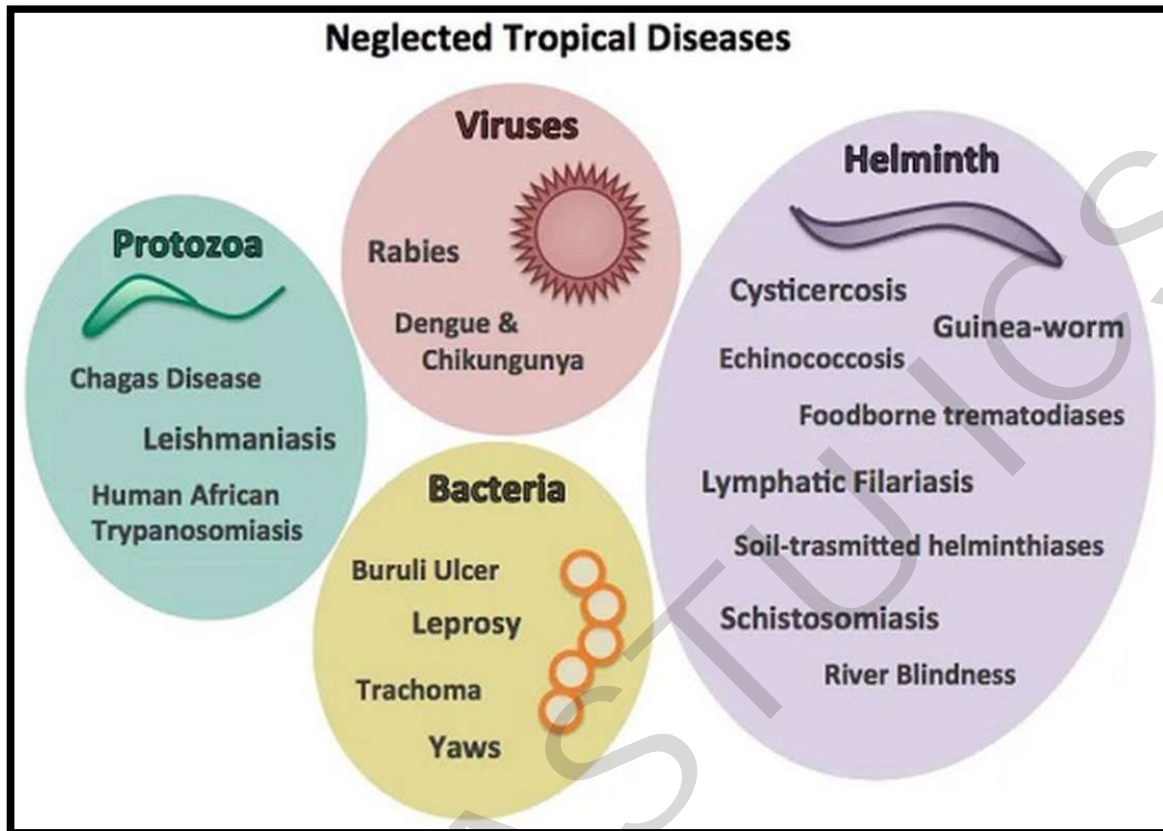 Neglected Tropical Diseases
Viruses
Rabies
Dengue &
Chikungunya
Protozoa
Chagas Disease
Leishmaniasis
Human African
Trypanosomiasis
Bacteria
Buruli Ulcer
Leprosy
Trachoma
Yaws
Helminth
Cysticercosis
Guinea-worm
Echinococcosis
Foodborne trematodiases
Lymphatic Filariasis
Soil-trasmitted helminthiases
Schistosomiasis
River Blindness